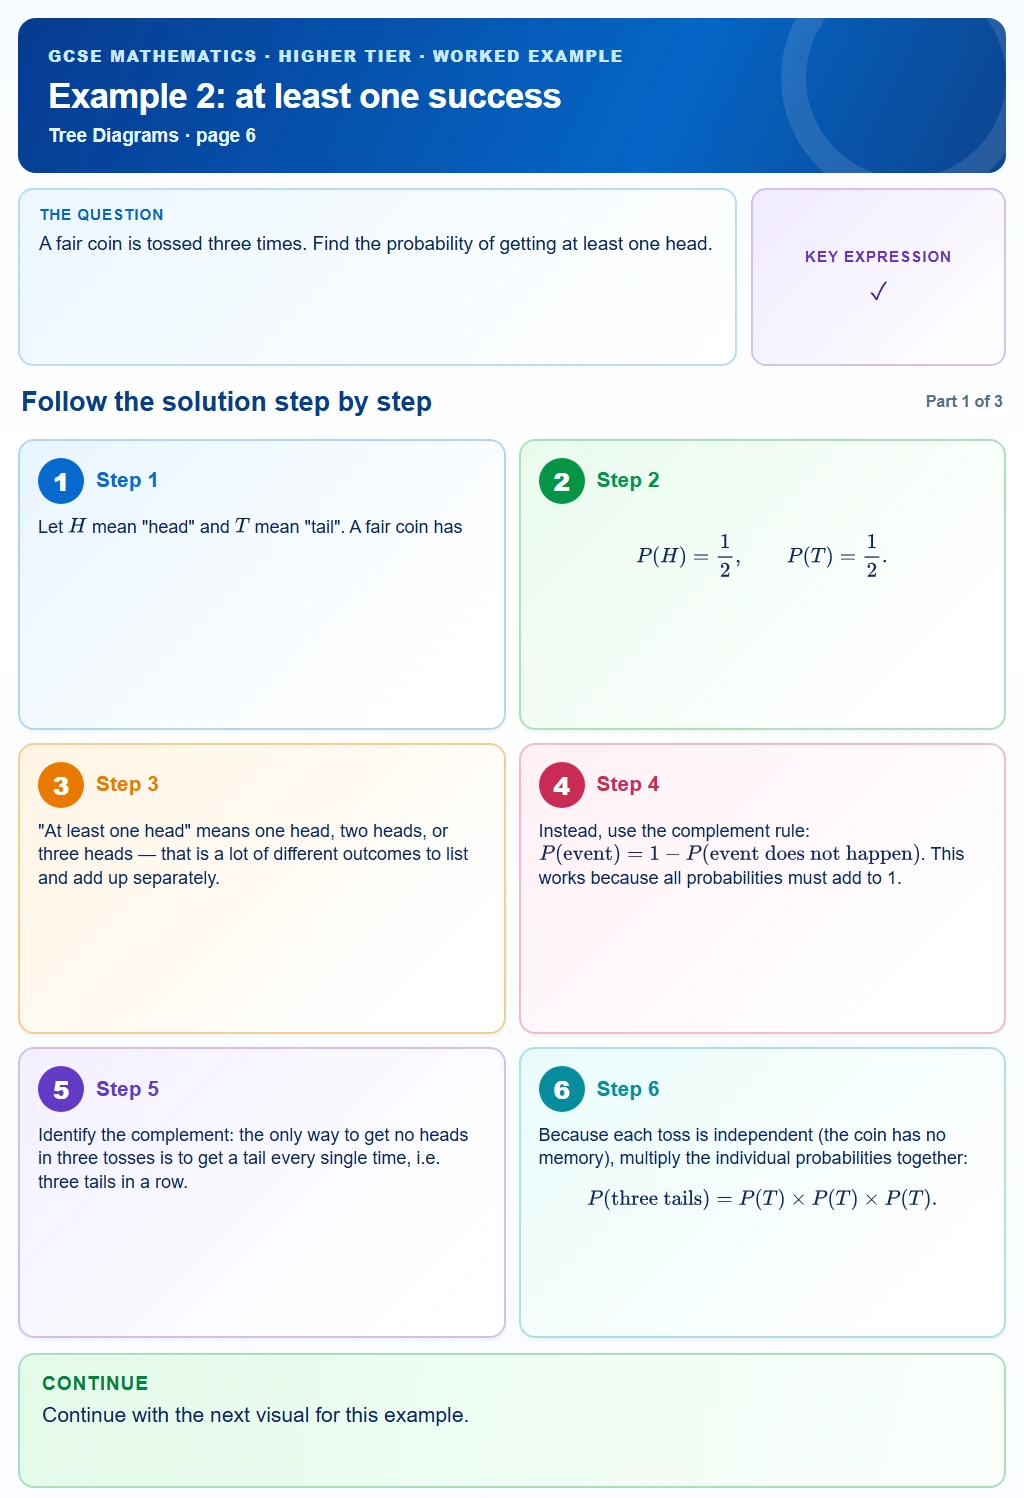 GCSE MATHEMATICS · HIGHER TIER · WORKED EXAMPLE
Example 2: at least one success
Tree Diagrams · page 6
THE QUESTION
A fair coin is tossed three times. Find the probability of getting at least one head.
KEY EXPRESSION
✓
Follow the solution step by step
Part 1 of 3
1 Step 1
Let H mean "head" and T mean "tail". A fair coin has
2 Step 2
P(H) = 1/2, P(T) = 1/2.
3 Step 3
"At least one head" means one head, two heads, or
three heads — that is a lot of different outcomes to list
and add up separately.
4 Step 4
Instead, use the complement rule:
P(event) = 1 − P(event does not happen). This
works because all probabilities must add to 1.
5 Step 5
Identify the complement: the only way to get no heads
in three tosses is to get a tail every single time, i.e.
three tails in a row.
6 Step 6
Because each toss is independent (the coin has no
memory), multiply the individual probabilities together:
P(three tails) = P(T) × P(T) × P(T).
CONTINUE
Continue with the next visual for this example.